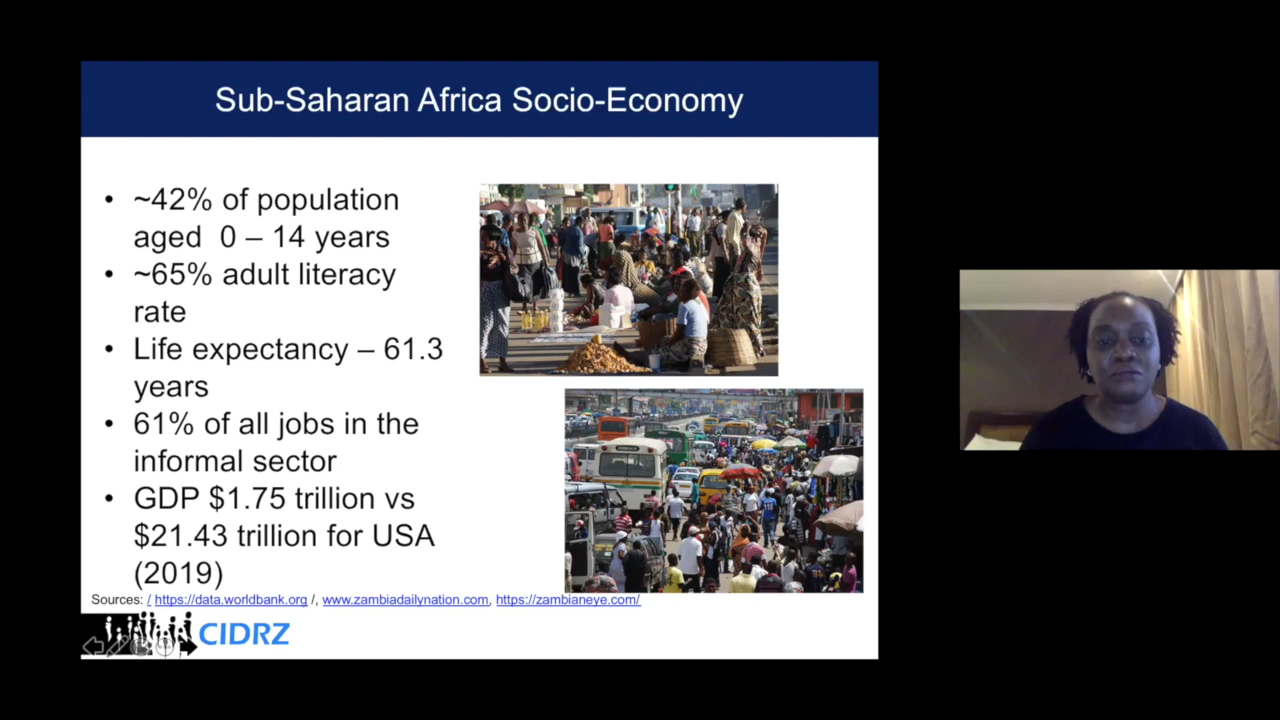 Sub-Saharan Africa Socio-Economy
• ~42% of population
aged 0 – 14 years
• ~65% adult literacy
rate
• Life expectancy – 61.3
years
• 61% of all jobs in the
informal sector
• GDP $1.75 trillion vs
$21.43 trillion for USA
(2019)
Sources: / https://data.worldbank.org /, www.zambiadailynation.com, https://zambianeye.com/
CIDRZ